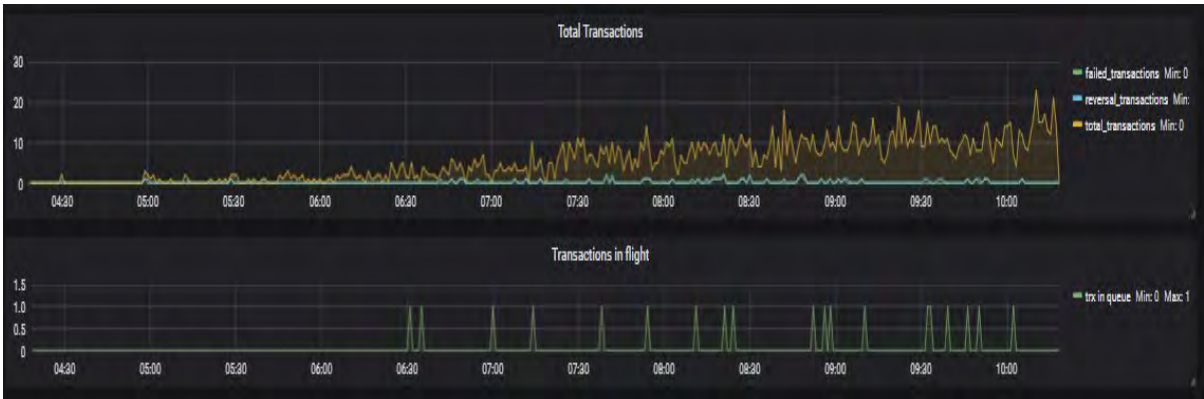 Total Transactions
30
20
10
0
04:30 05:00 05:30 06:00 06:30 07:00 07:30 08:00 08:30 09:00 09:30 10:00
failed_transactions Min: 0
reversal_transactions Min:
total_transactions Min: 0
Transactions in flight
1.5
1.0
0.5
0
04:30 05:00 05:30 06:00 06:30 07:00 07:30 08:00 08:30 09:00 09:30 10:00
trx in queue Min: 0 Max: 1